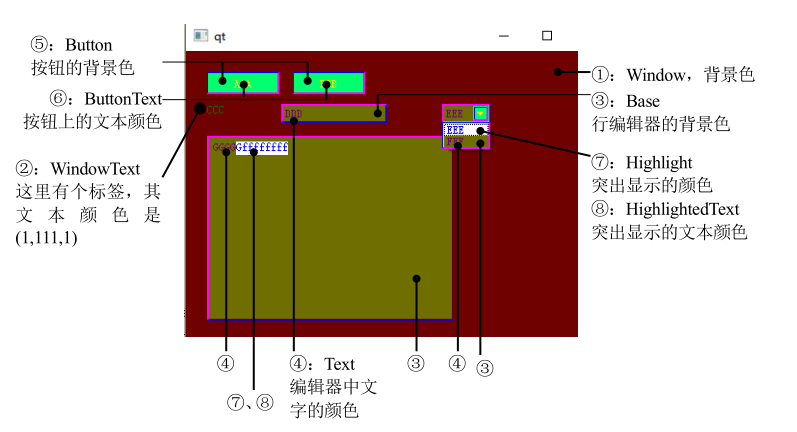 qt
⑤：Button
按钮的背景色
⑥：ButtonText
按钮上的文本颜色
②：WindowText
这里有个标签，其
文本颜色是
(1,111,1)
CCC
DDD
EEE
EEE
GGGGGffffffff
①：Window，背景色
③：Base
行编辑器的背景色
⑦：Highlight
突出显示的颜色
⑧：HighlightedText
突出显示的文本颜色
④
④：Text
编辑器中文
字的颜色
③
④
③
⑦、⑧